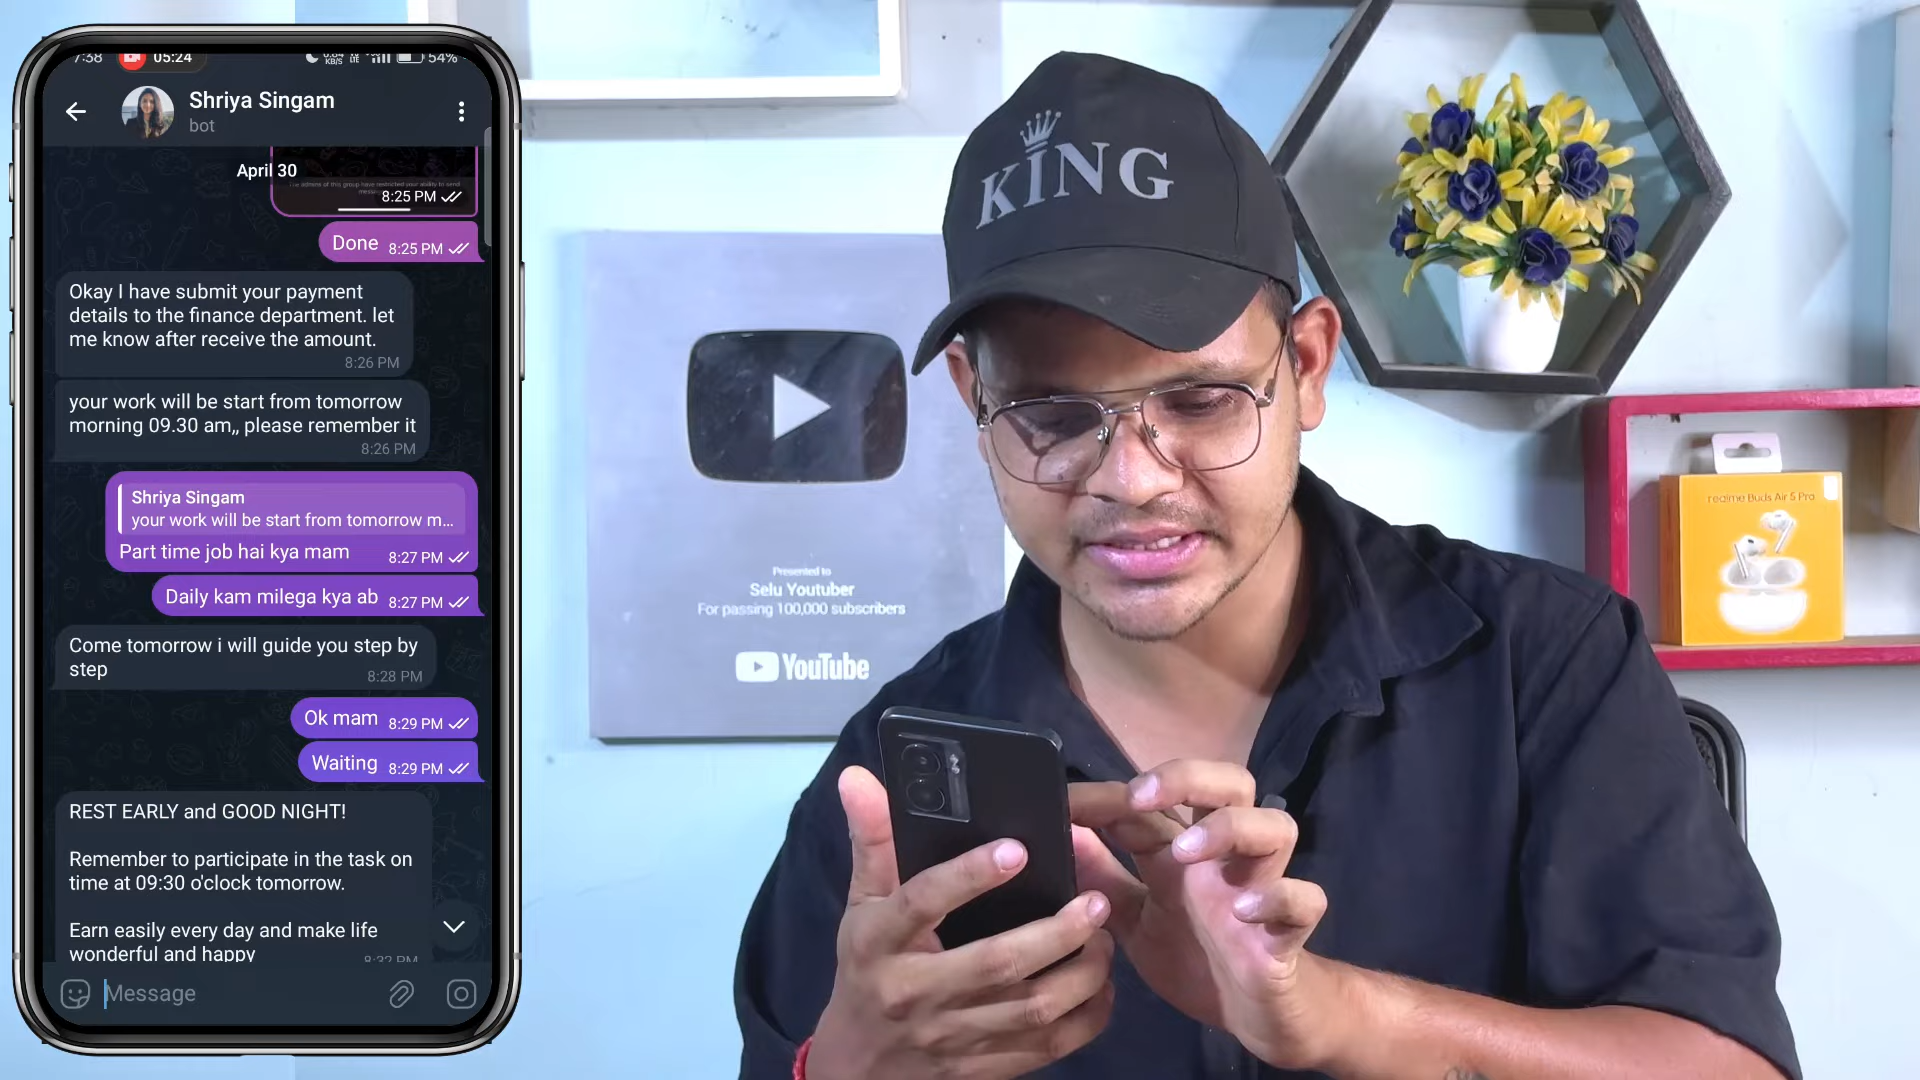 7:38
05:24
54%
Shriya Singam
bot
April 30
8:25 PM
Done 8:25 PM
Okay I have submit your payment
details to the finance department. let
me know after receive the amount.
8:26 PM
your work will be start from tomorrow
morning 09.30 am,, please remember it
8:26 PM
Shriya Singam
your work will be start from tomorrow m...
Part time job hai kya mam 8:27 PM
Daily kam milega kya ab 8:27 PM
Come tomorrow i will guide you step by
step
8:28 PM
Ok mam 8:29 PM
Waiting 8:29 PM
REST EARLY and GOOD NIGHT!
Remember to participate in the task on
time at 09:30 o'clock tomorrow.
Earn easily every day and make life
wonderful and happy
8:32 PM
Message
KING
Presented to
Selu Youtuber
For passing 100,000 subscribers
YouTube
realme Buds Air 5 Pro